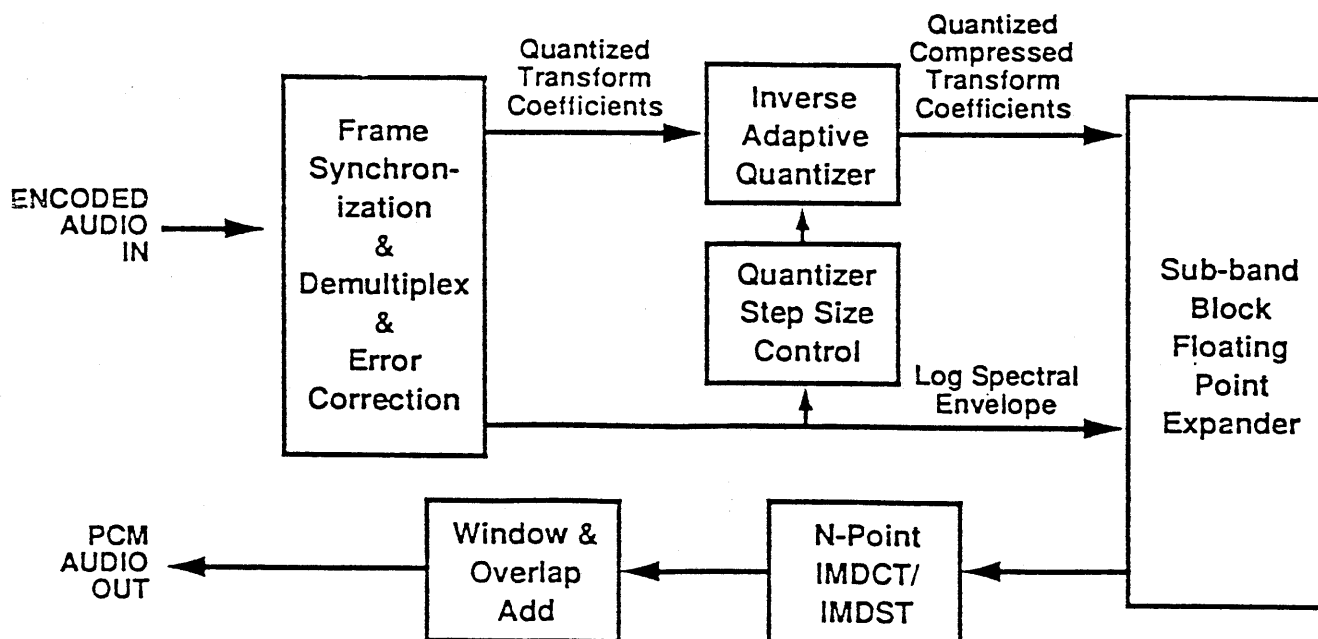 ENCODED
AUDIO
IN
Frame
Synchron-
ization
&
Demultiplex
&
Error
Correction
Quantized
Transform
Coefficients
Inverse
Adaptive
Quantizer
Quantized
Compressed
Transform
Coefficients
Quantizer
Step Size
Control
Log Spectral
Envelope
Sub-band
Block
Floating
Point
Expander
N-Point
IMDCT/
IMDST
Window &
Overlap
Add
PCM
AUDIO
OUT